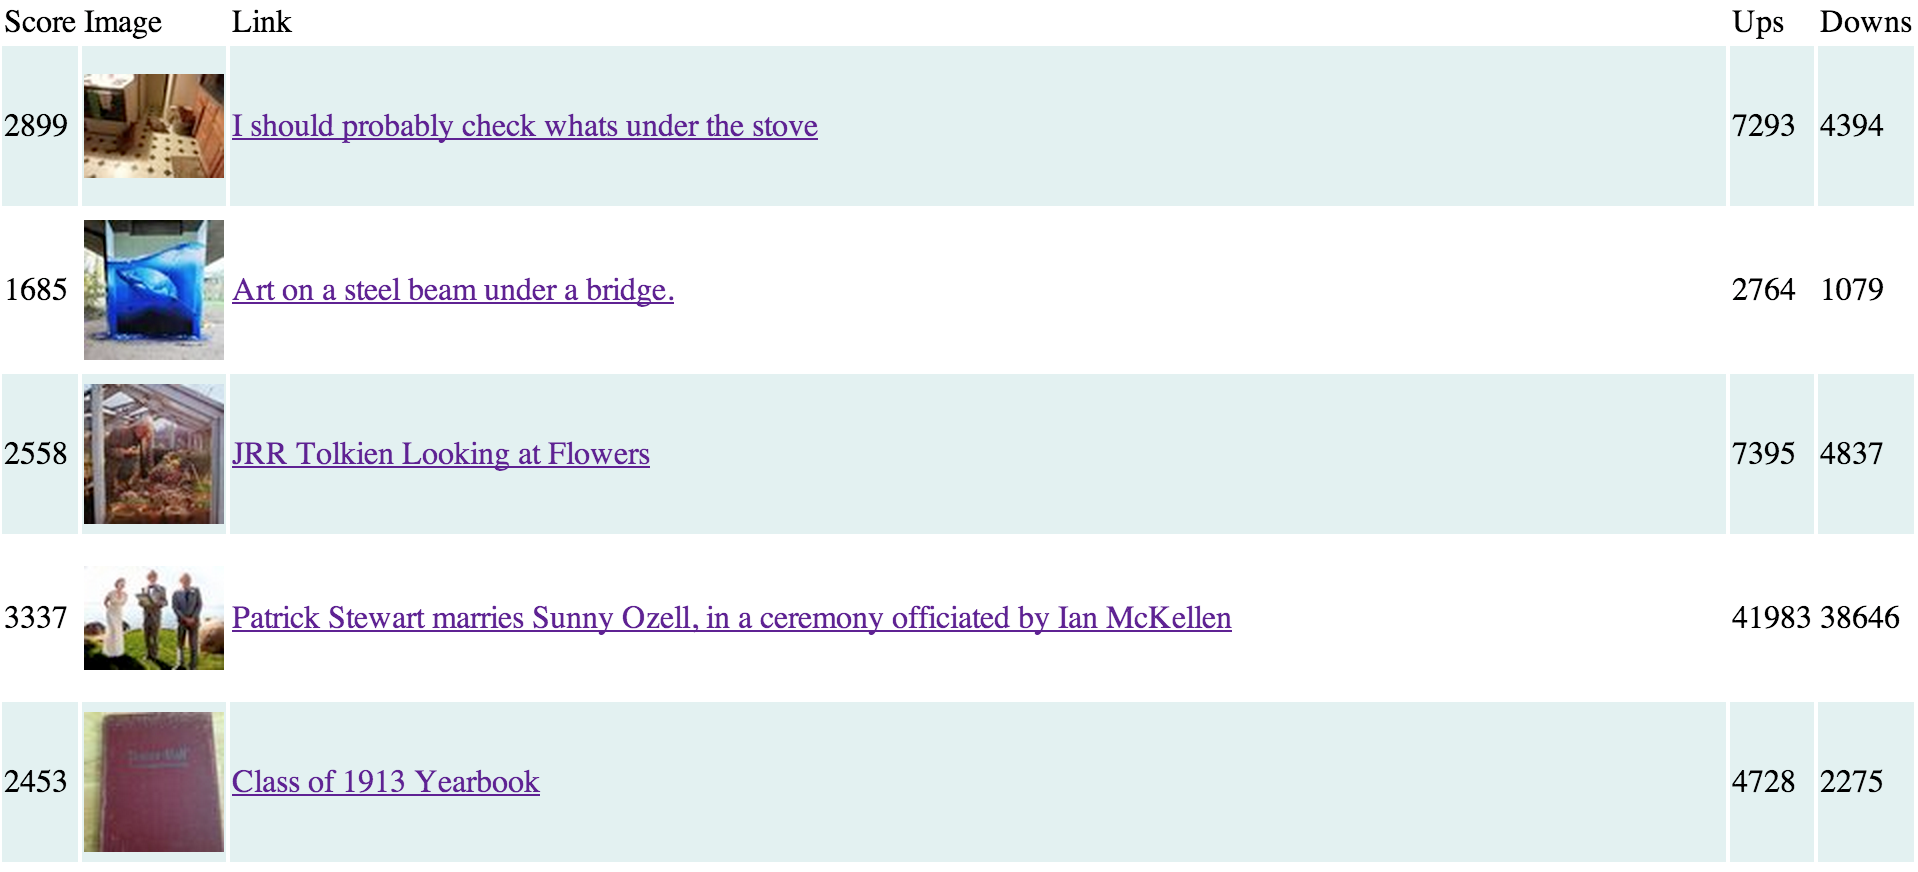 Score Image Link Ups Downs
2899 I should probably check whats under the stove 7293 4394
1685 Art on a steel beam under a bridge. 2764 1079
2558 JRR Tolkien Looking at Flowers 7395 4837
3337 Patrick Stewart marries Sunny Ozell, in a ceremony officiated by Ian McKellen 41983 38646
2453 Class of 1913 Yearbook 4728 2275